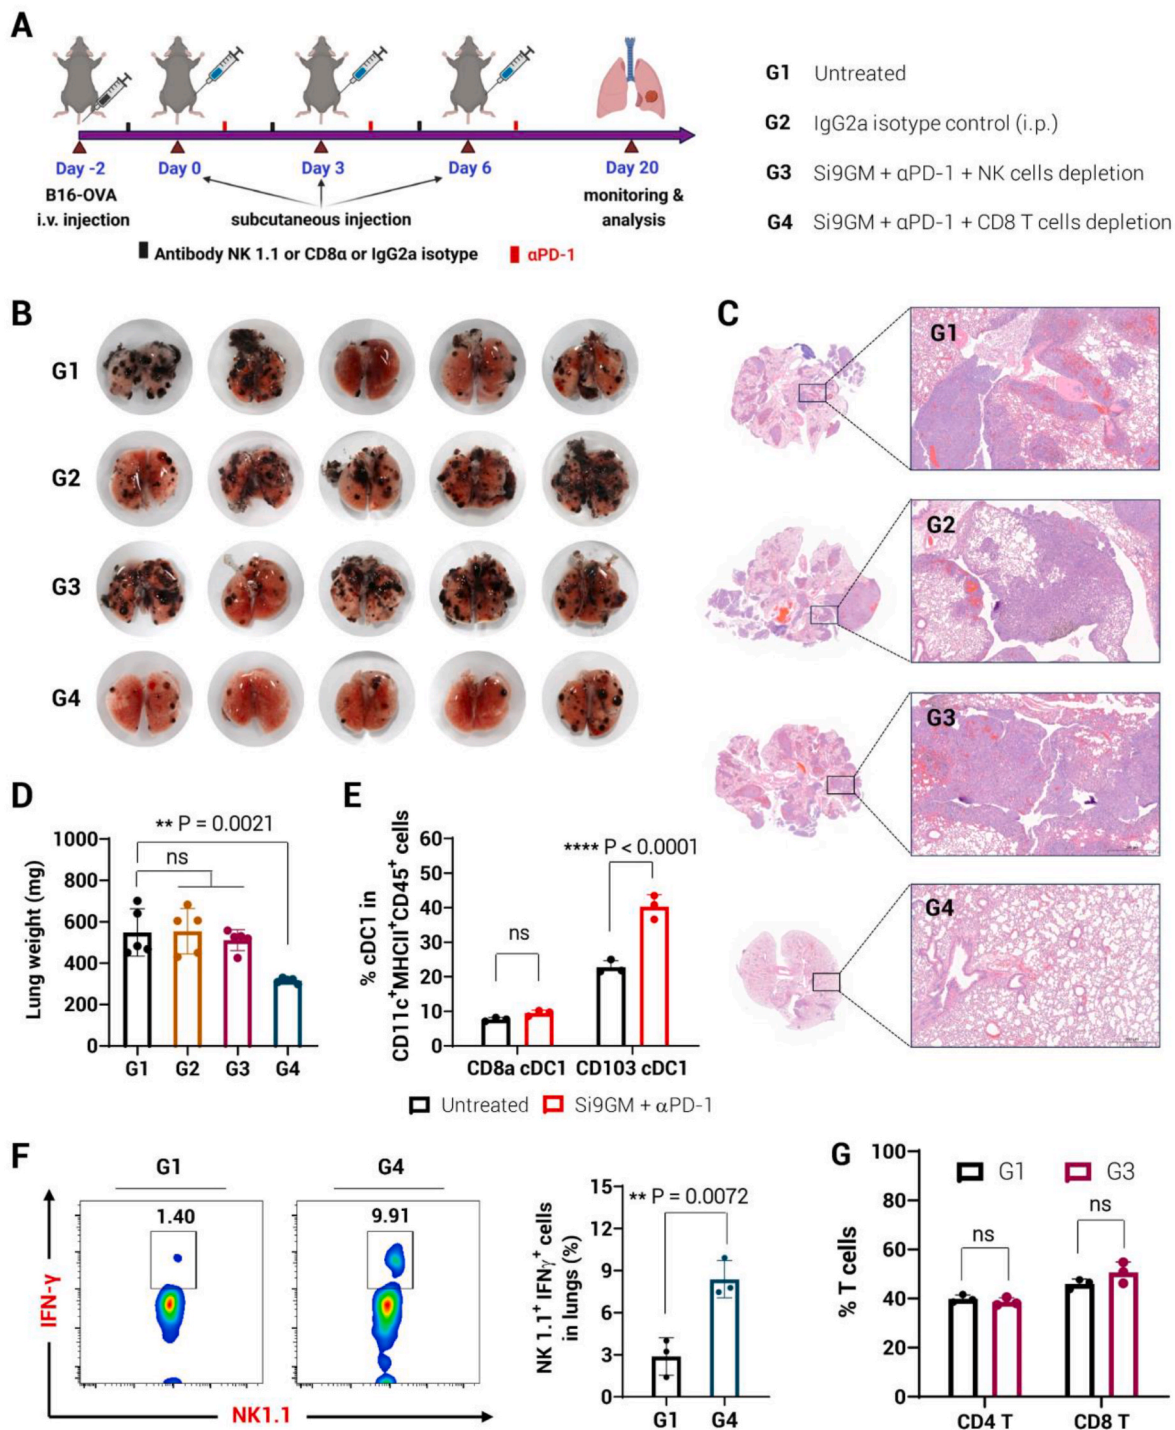 A
Day -2
Day 0
Day 3
Day 6
Day 20
B16-OVA
i.v. injection
subcutaneous injection
monitoring &
analysis
Antibody NK 1.1 or CD8α or IgG2a isotype
αPD-1
G1 Untreated
G2 IgG2a isotype control (i.p.)
G3 Si9GM + αPD-1 + NK cells depletion
G4 Si9GM + αPD-1 + CD8 T cells depletion
B
G1
G2
G3
G4
C
G1
G2
G3
G4
D
** P = 0.0021
ns
Lung weight (mg)
1000
800
600
400
200
0
G1 G2 G3 G4
E
**** P < 0.0001
ns
% cDC1 in
CD11c+MHCII+CD45+ cells
60
50
40
30
20
10
0
CD8a cDC1 CD103 cDC1
Untreated Si9GM + αPD-1
F
G1
G4
1.40
9.91
IFN-γ
NK1.1
** P = 0.0072
NK 1.1+ IFNγ+ cells
in lungs (%)
15
12
9
6
3
0
G1 G4
G
G1 G3
ns
ns
% T cells
100
80
60
40
20
0
CD4 T CD8 T